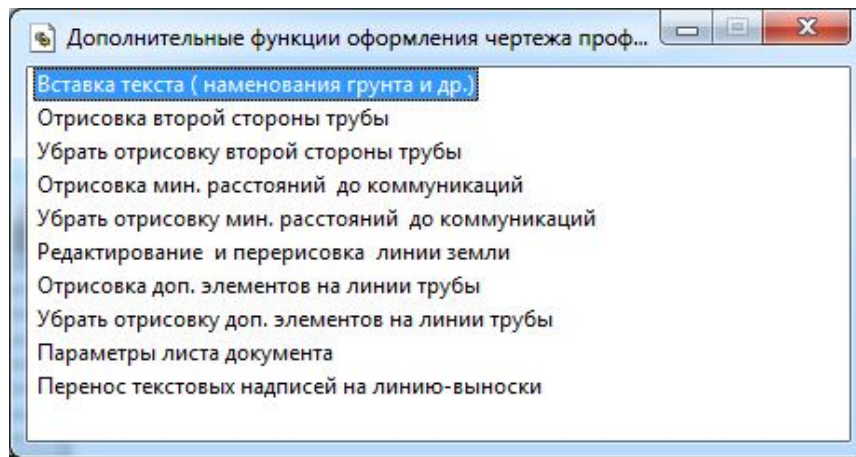 Дополнительные функции оформления чертежа проф...
Вставка текста ( наменования грунта и др.)
Отрисовка второй стороны трубы
Убрать отрисовку второй стороны трубы
Отрисовка мин. расстояний до коммуникаций
Убрать отрисовку мин. расстояний до коммуникаций
Редактирование и перерисовка линии земли
Отрисовка доп. элементов на линии трубы
Убрать отрисовку доп. элементов на линии трубы
Параметры листа документа
Перенос текстовых надписей на линию-выноски